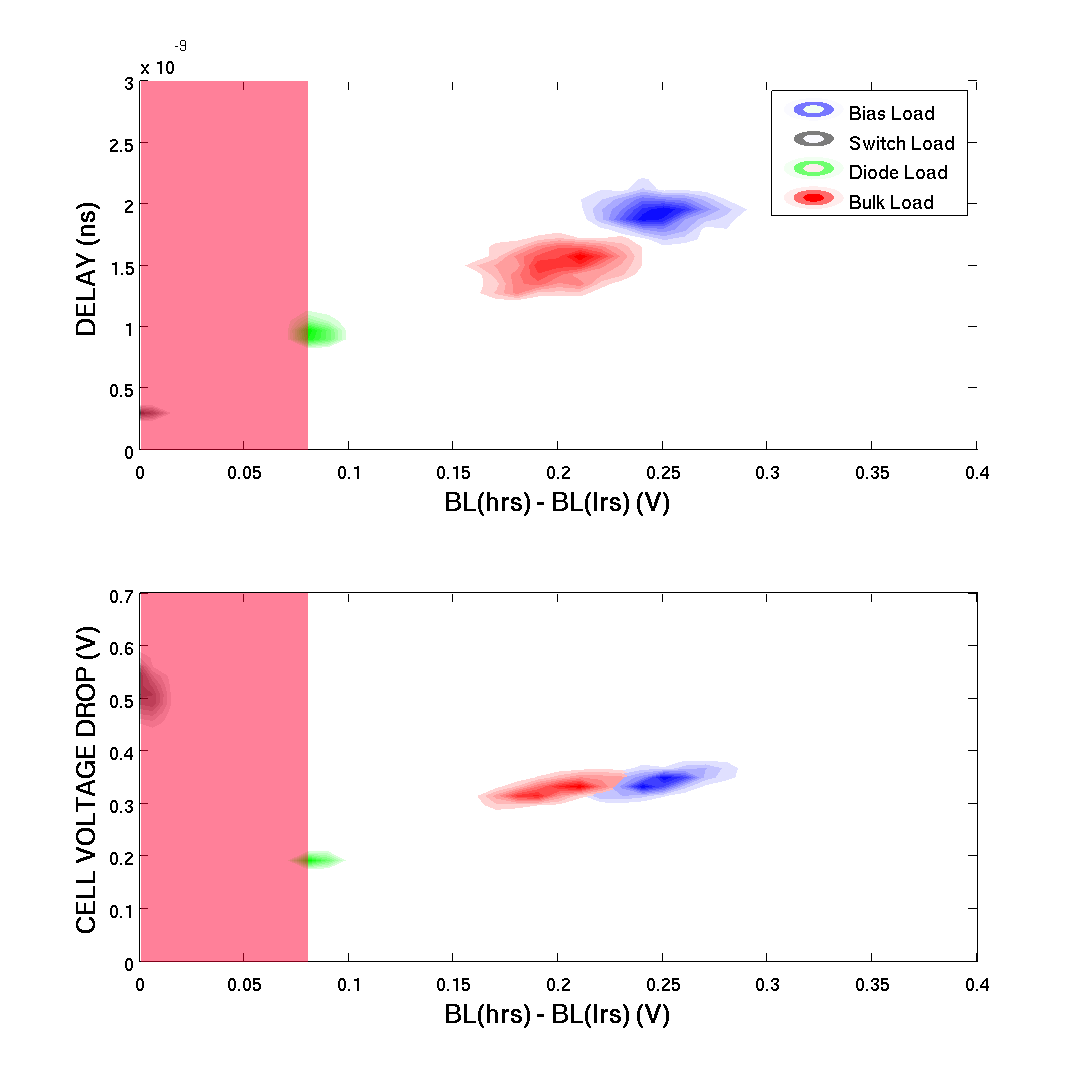 x 10^-9
3
2.5
2
1.5
1
0.5
0
DELAY (ns)
Bias Load
Switch Load
Diode Load
Bulk Load
0 0.05 0.1 0.15 0.2 0.25 0.3 0.35 0.4
BL(hrs) - BL(lrs) (V)
0.7
0.6
0.5
0.4
0.3
0.2
0.1
0
CELL VOLTAGE DROP (V)
0 0.05 0.1 0.15 0.2 0.25 0.3 0.35 0.4
BL(hrs) - BL(lrs) (V)